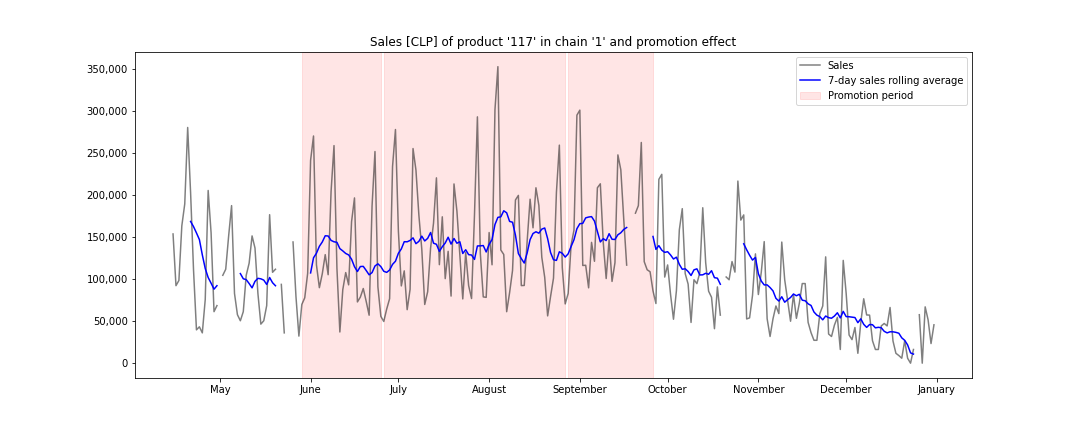 Sales [CLP] of product '117' in chain '1' and promotion effect
350,000
300,000
250,000
200,000
150,000
100,000
50,000
0
Sales
7-day sales rolling average
Promotion period
May
June
July
August
September
October
November
December
January